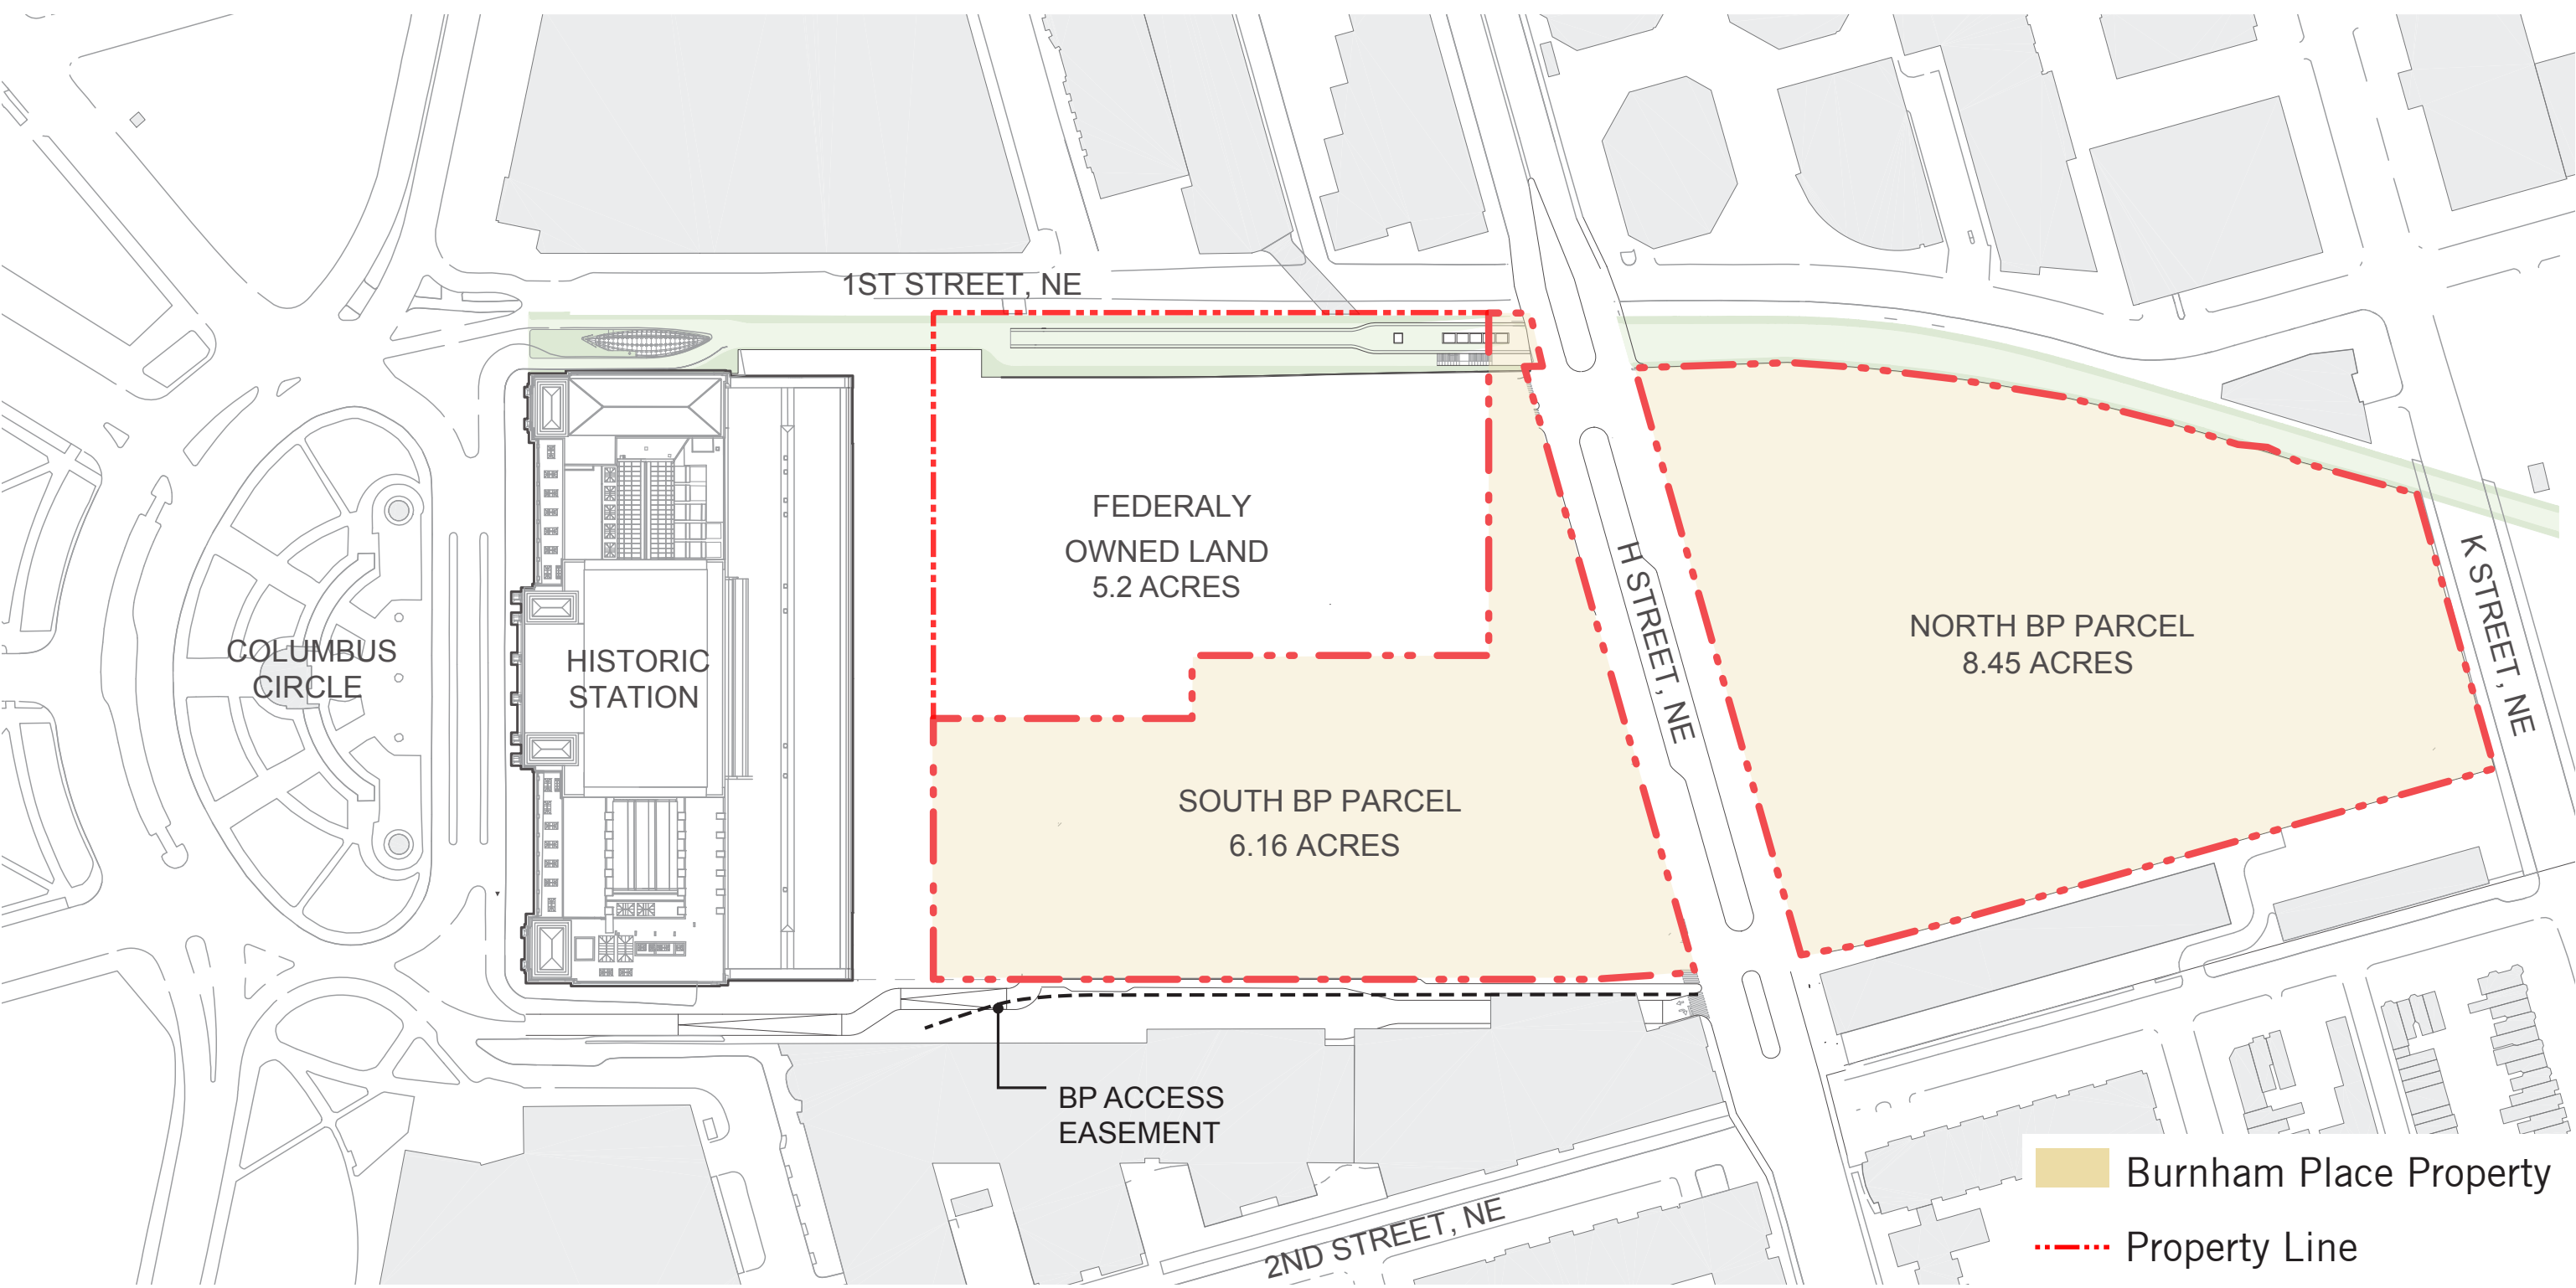 1ST STREET, NE
FEDERALY
OWNED LAND
5.2 ACRES
H STREET, NE
K STREET, NE
NORTH BP PARCEL
8.45 ACRES
COLUMBUS
CIRCLE
HISTORIC
STATION
SOUTH BP PARCEL
6.16 ACRES
BP ACCESS
EASEMENT
2ND STREET, NE
Burnham Place Property
Property Line